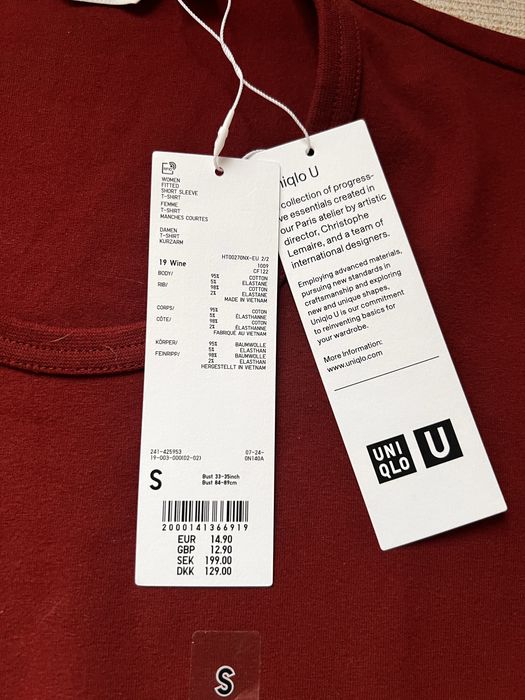 RFID
WOMEN
FITTED
SHORT SLEEVE
T-SHIRT
FEMME
T-SHIRT
MANCHES COURTES
DAMEN
T-SHIRT
KURZARM
HT00270NX-EU 2/2
19 Wine 1009
CF122
BODY/ 95% COTTON
5% ELASTANE
RIB/ 98% COTTON
2% ELASTANE
MADE IN VIETNAM
CORPS/ 95% COTON
5% ÉLASTHANNE
CÔTE/ 98% COTON
2% ÉLASTHANNE
FABRIQUÉ AU VIETNAM
KÖRPER/ 95% BAUMWOLLE
5% ELASTHAN
FEINRIPP/ 98% BAUMWOLLE
2% ELASTHAN
HERGESTELLT IN VIETNAM
241-425953 07-24-
19-003-000(02-02) 0N140A
S
Bust 33-35inch
Bust 84-89cm
2000141366919
EUR 14.90
GBP 12.90
SEK 199.00
DKK 129.00
S
niqlo U
collection of progress-
ve essentials created in
our Paris atelier by artistic
director, Christophe
Lemaire, and a team of
international designers.
Employing advanced materials,
pursuing new standards in
craftsmanship and exploring
new and unique shapes,
Uniqlo U is our commitment
to reinventing basics for
your wardrobe.
More Information:
www.uniqlo.com
UNI
QLO
U